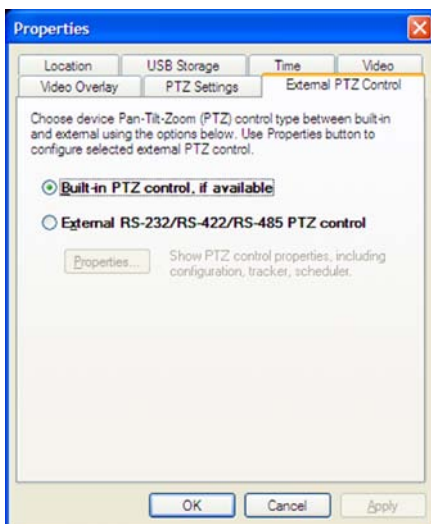 Properties
Location USB Storage Time Video
Video Overlay PTZ Settings External PTZ Control
Choose device Pan-Tilt-Zoom (PTZ) control type between built-in
and external using the options below. Use Properties button to
configure selected external PTZ control.
Built-in PTZ control, if available
External RS-232/RS-422/RS-485 PTZ control
Properties... Show PTZ control properties, including
configuration, tracker, scheduler.
OK Cancel Apply